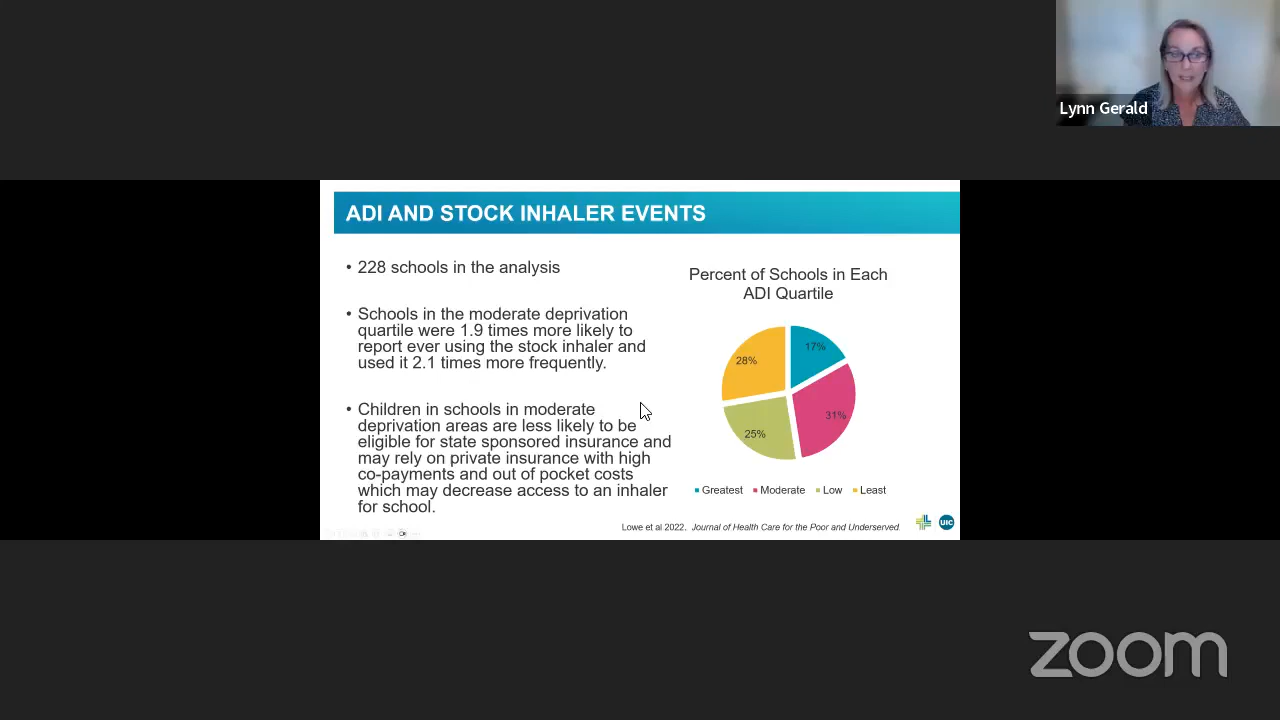 Lynn Gerald
ADI AND STOCK INHALER EVENTS
• 228 schools in the analysis
• Schools in the moderate deprivation
quartile were 1.9 times more likely to
report ever using the stock inhaler and
used it 2.1 times more frequently.
• Children in schools in moderate
deprivation areas are less likely to be
eligible for state sponsored insurance and
may rely on private insurance with high
co-payments and out of pocket costs
which may decrease access to an inhaler
for school.
Percent of Schools in Each
ADI Quartile
17%
31%
25%
28%
Greatest Moderate Low Least
Lowe et al 2022. Journal of Health Care for the Poor and Underserved.
UIC
zoom